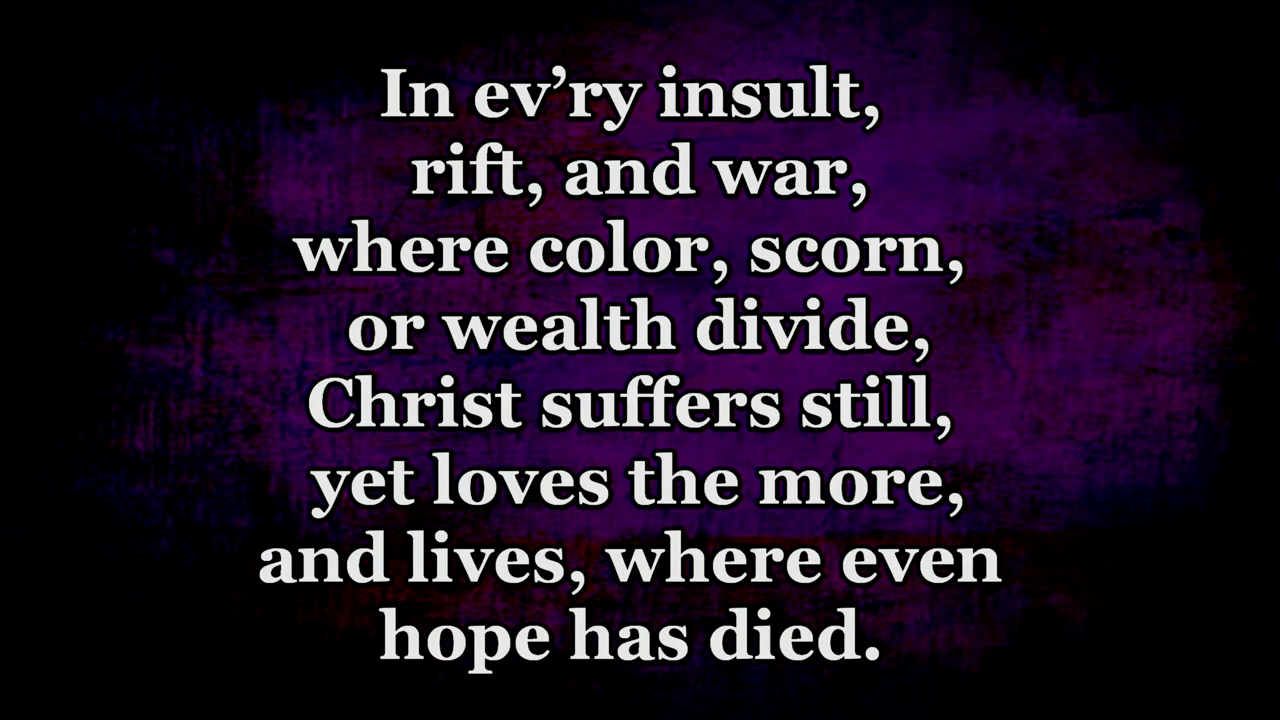 In ev’ry insult,
rift, and war,
where color, scorn,
or wealth divide,
Christ suffers still,
yet loves the more,
and lives, where even
hope has died.